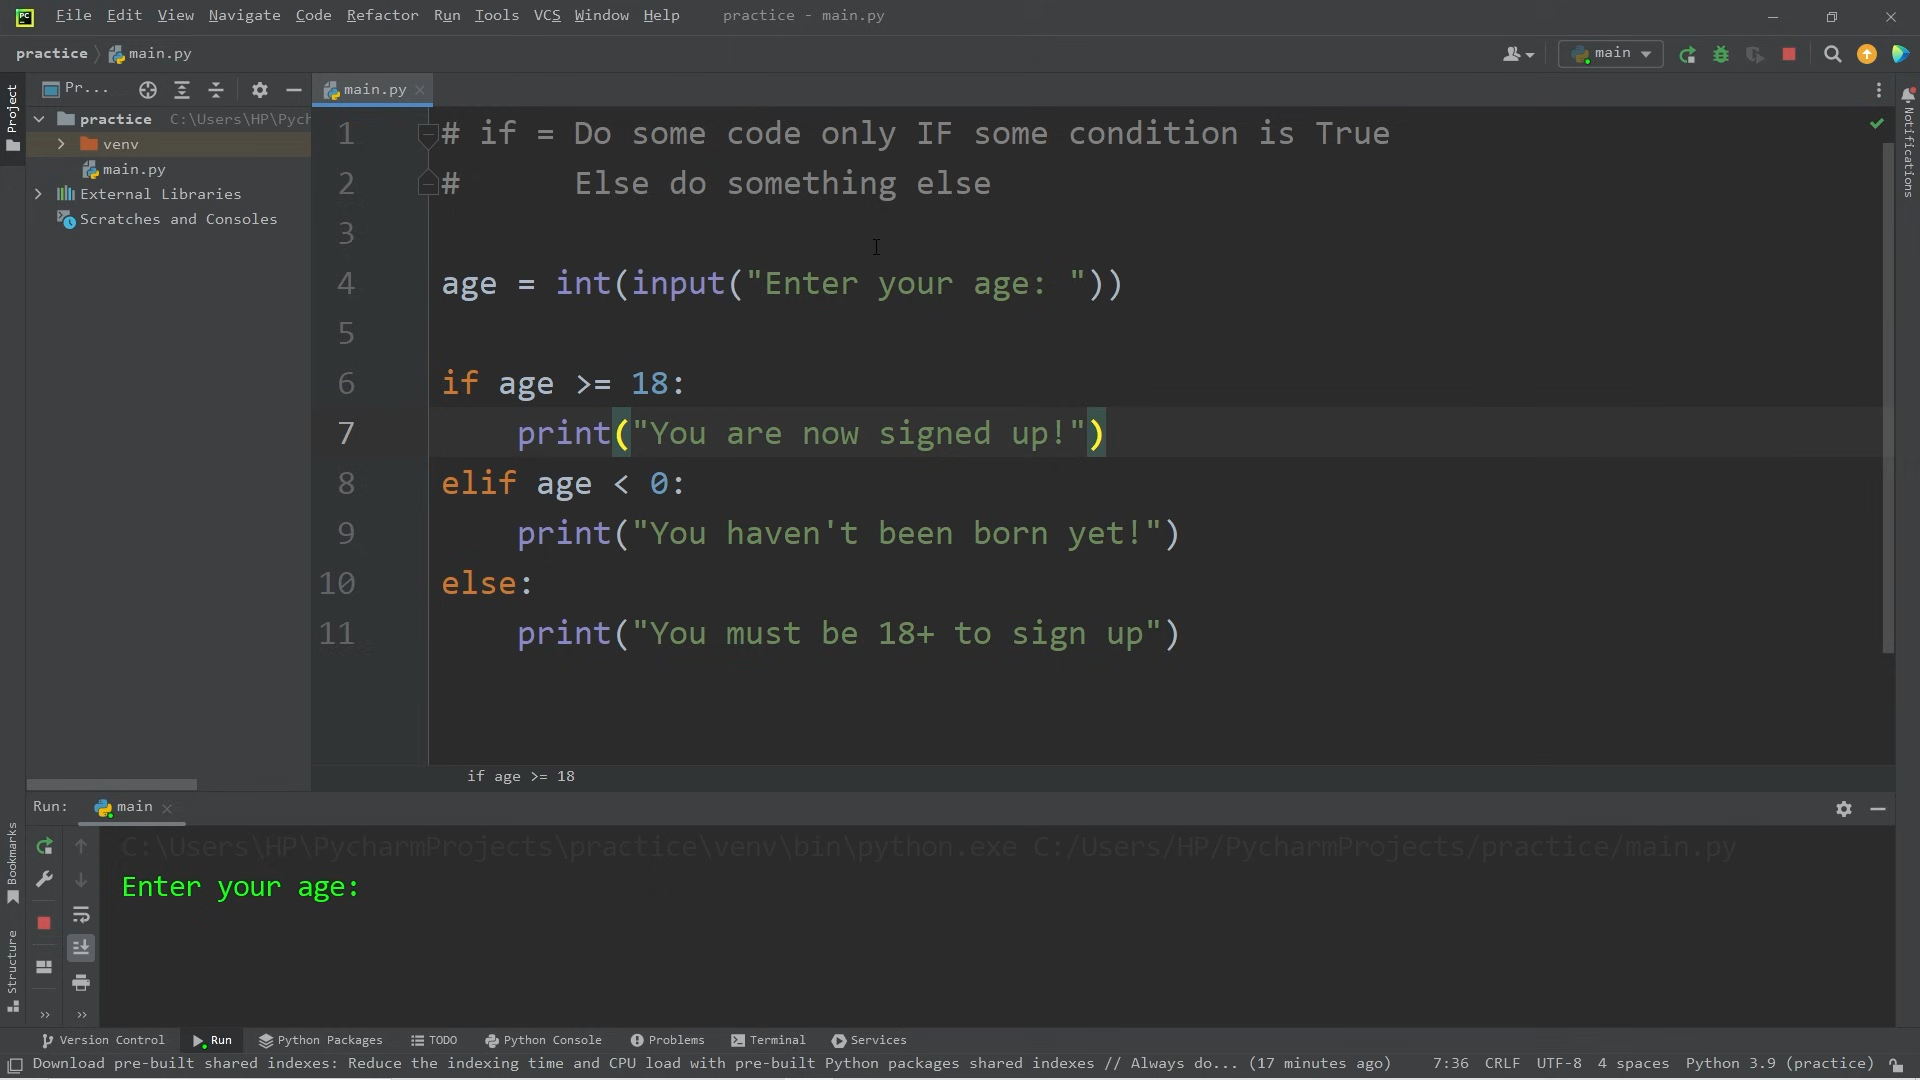 File Edit View Navigate Code Refactor Run Tools VCS Window Help practice - main.py
practice main.py main
Pr... main.py
Project
practice C:\Users\HP\Pych
venv
main.py
External Libraries
Scratches and Consoles
Notifications
1 # if = Do some code only IF some condition is True
2 #      Else do something else
3
4 age = int(input("Enter your age: "))
5
6 if age >= 18:
7     print("You are now signed up!")
8 elif age < 0:
9     print("You haven't been born yet!")
10 else:
11     print("You must be 18+ to sign up")
if age >= 18
Run: main
C:\Users\HP\PycharmProjects\practice\venv\bin\python.exe C:/Users/HP/PycharmProjects/practice/main.py
Enter your age:
Bookmarks
Structure
Version Control Run Python Packages TODO Python Console Problems Terminal Services
Download pre-built shared indexes: Reduce the indexing time and CPU load with pre-built Python packages shared indexes // Always do... (17 minutes ago) 7:36 CRLF UTF-8 4 spaces Python 3.9 (practice)